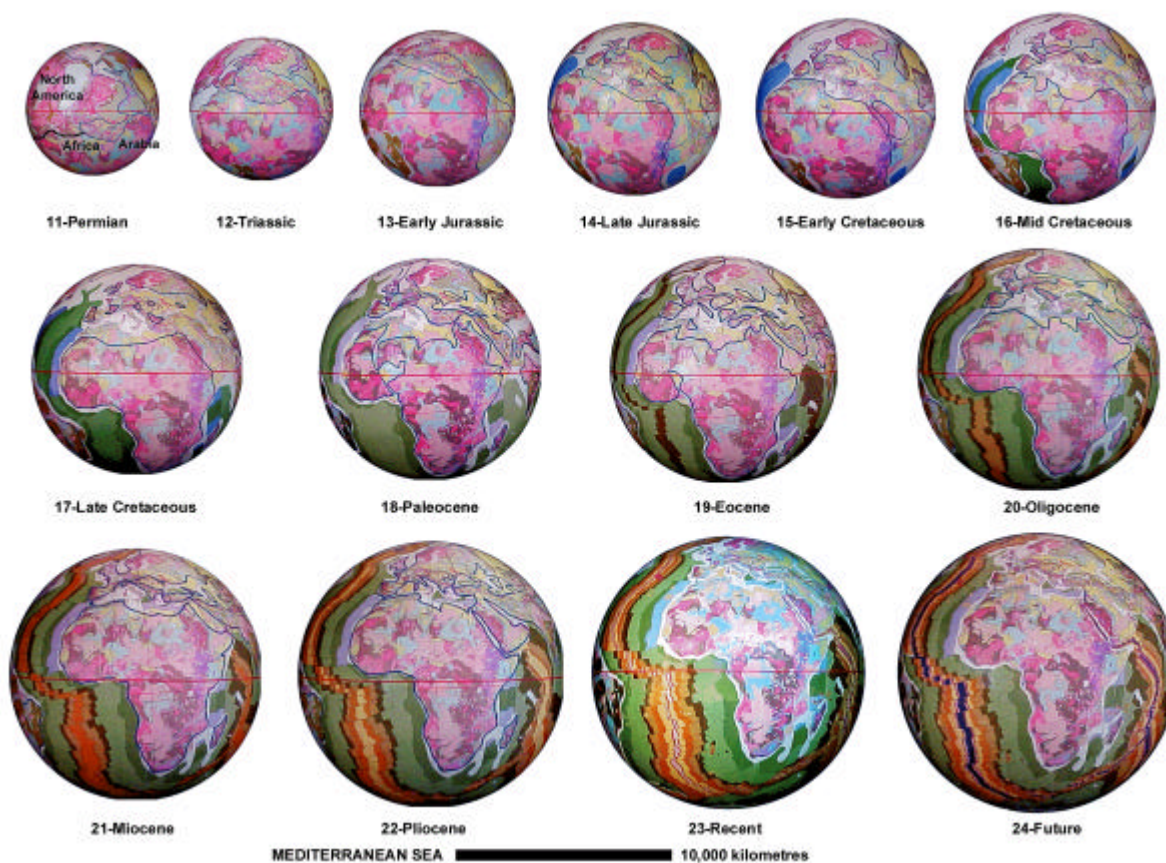 North
America
Africa
Arabia
11-Permian
12-Triassic
13-Early Jurassic
14-Late Jurassic
15-Early Cretaceous
16-Mid Cretaceous
17-Late Cretaceous
18-Paleocene
19-Eocene
20-Oligocene
21-Miocene
22-Pliocene
23-Recent
24-Future
MEDITERRANEAN SEA 10,000 kilometres